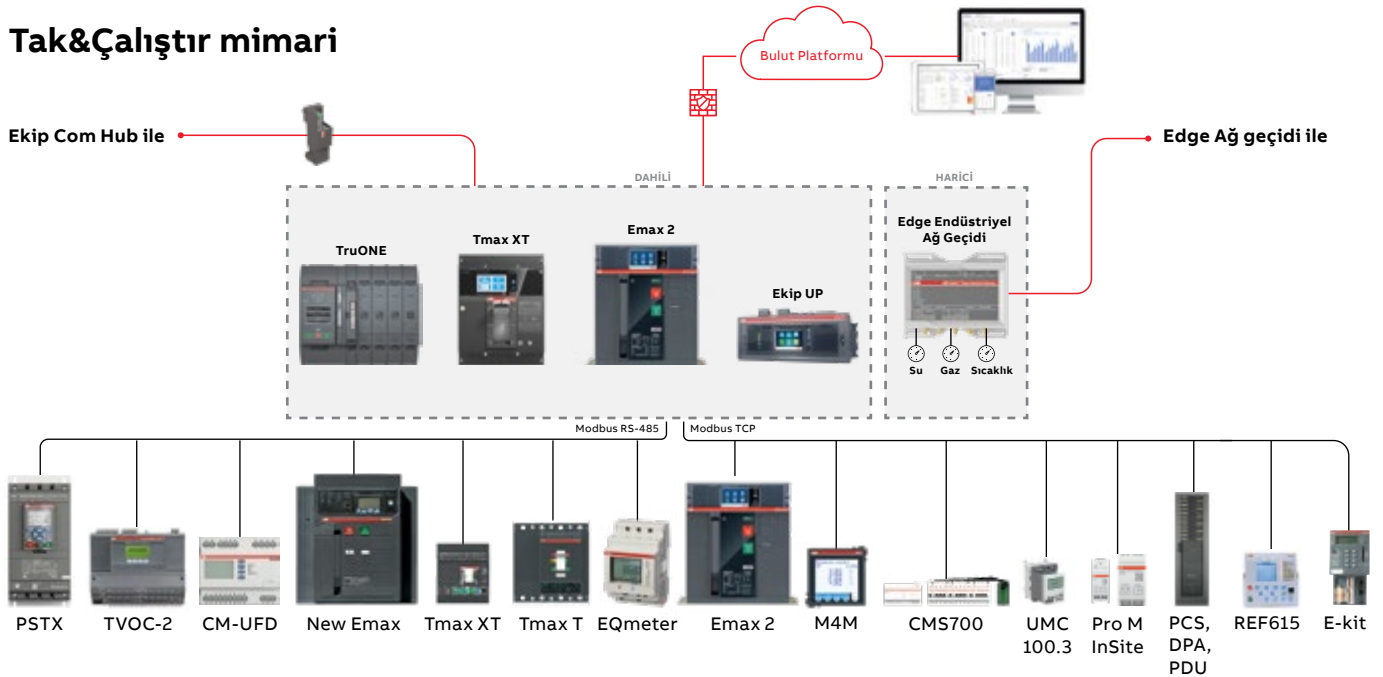 Tak&Çalıştır mimari
Bulut Platformu
Ekip Com Hub ile
Edge Ağ geçidi ile
DAHİLİ
HARİCİ
TruONE
Tmax XT
Emax 2
Ekip UP
Edge Endüstriyel
Ağ Geçidi
Su
Gaz
Sıcaklık
Modbus RS-485
Modbus TCP
PSTX
TVOC-2
CM-UFD
New Emax
Tmax XT
Tmax T
EQmeter
Emax 2
M4M
CMS700
UMC
100.3
Pro M
InSite
PCS,
DPA,
PDU
REF615
E-kit